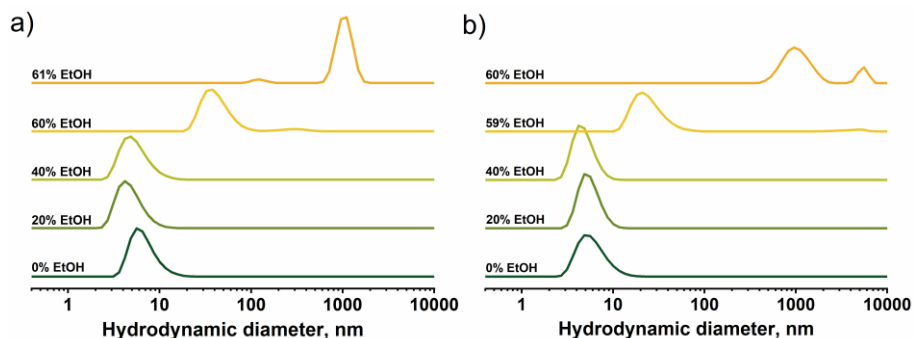 a)
61% EtOH
60% EtOH
40% EtOH
20% EtOH
0% EtOH
1 10 100 1000 10000
Hydrodynamic diameter, nm
b)
60% EtOH
59% EtOH
40% EtOH
20% EtOH
0% EtOH
1 10 100 1000 10000
Hydrodynamic diameter, nm